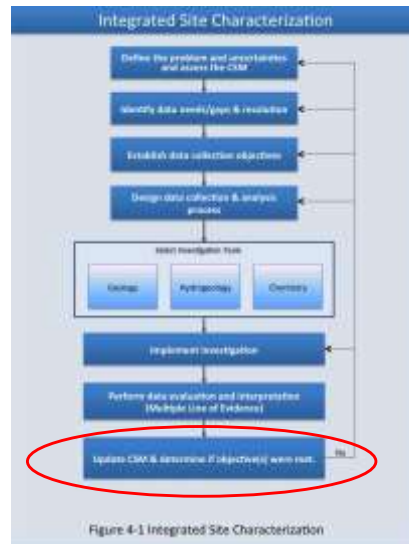 Integrated Site Characterization
Define the problem and uncertainties
and assess the CSM
Identify data needs/gaps & resolution
Establish data collection objectives
Design data collection & analysis
process
Select Investigation Tools
Geology
Hydrogeology
Chemistry
Implement Investigation
Perform data evaluation and interpretation
(Multiple Line of Evidence)
Update CSM & determine if objective(s) were met.
No
Figure 4-1 Integrated Site Characterization